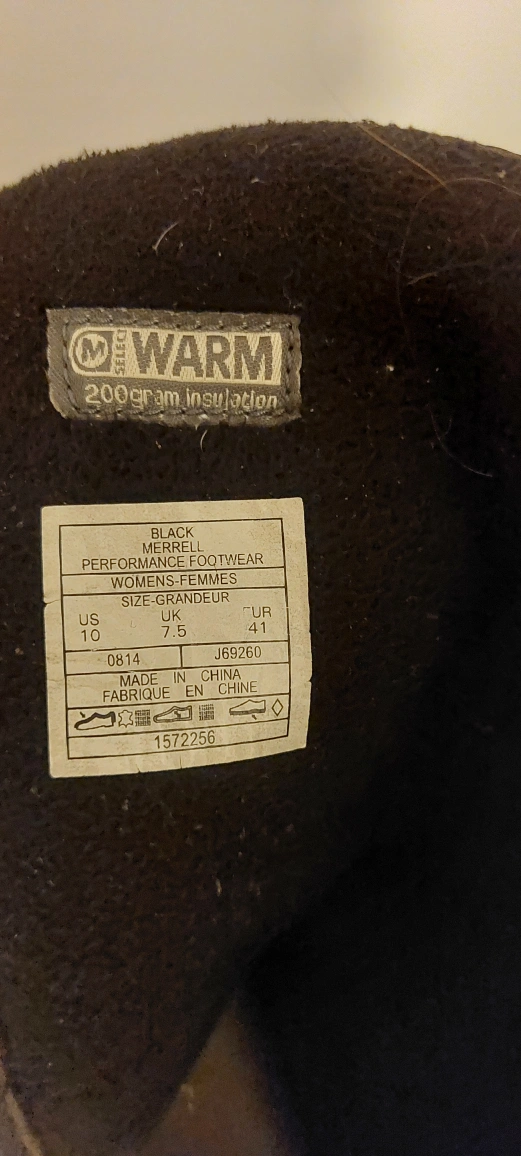 M SELECT WARM
200gram insulation
BLACK
MERRELL
PERFORMANCE FOOTWEAR
WOMENS-FEMMES
SIZE-GRANDEUR
US UK EUR
10 7.5 41
0814 J69260
MADE IN CHINA
FABRIQUE EN CHINE
1572256